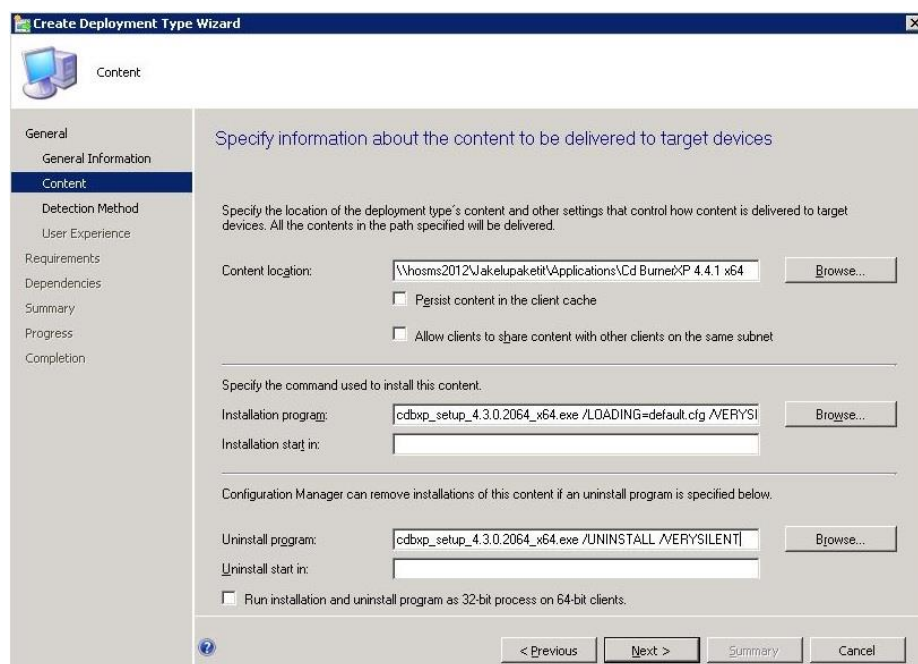 Create Deployment Type Wizard
Content
General
General Information
Content
Detection Method
User Experience
Requirements
Dependencies
Summary
Progress
Completion
Specify information about the content to be delivered to target devices
Specify the location of the deployment type's content and other settings that control how content is delivered to target
devices. All the contents in the path specified will be delivered.
Content location: \\hosms2012\Jakelupaketit\Applications\Cd BurnerXP 4.4.1 x64 Browse...
Persist content in the client cache
Allow clients to share content with other clients on the same subnet
Specify the command used to install this content.
Installation program: cdbxp_setup_4.3.0.2064_x64.exe /LOADING=default.cfg /VERYSI Browse...
Installation start in:
Configuration Manager can remove installations of this content if an uninstall program is specified below.
Uninstall program: cdbxp_setup_4.3.0.2064_x64.exe /UNINSTALL /VERYSILENT Browse...
Uninstall start in:
Run installation and uninstall program as 32-bit process on 64-bit clients.
< Previous Next > Summary Cancel